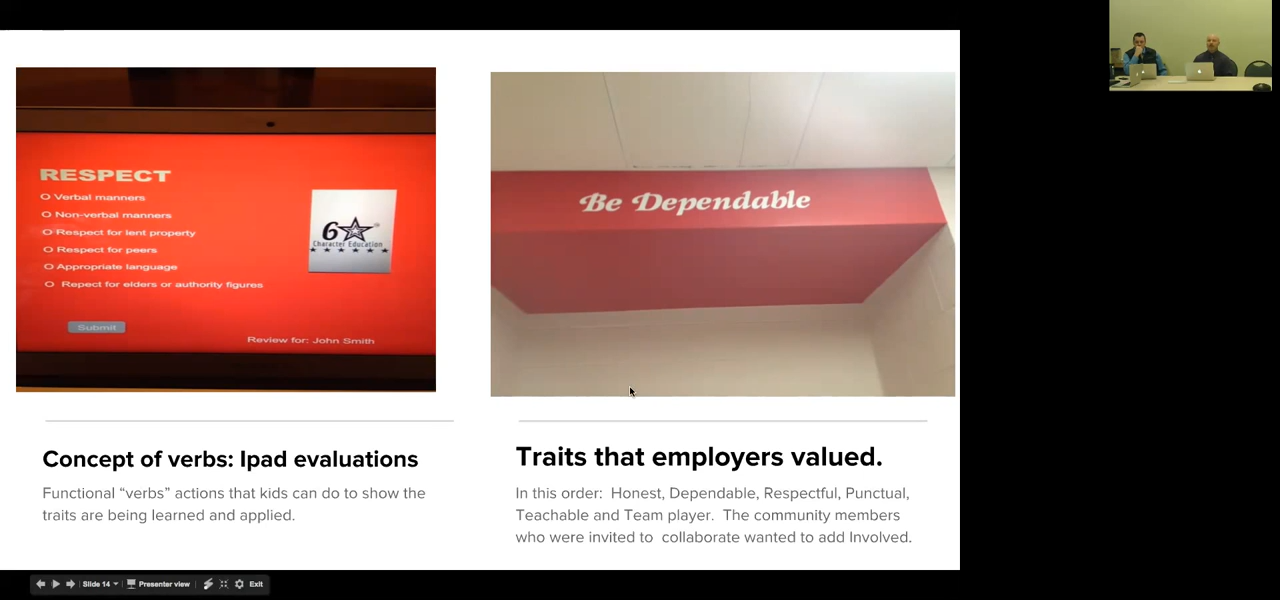 RESPECT
O Verbal manners
O Non-verbal manners
O Respect for lent property
O Respect for peers
O Appropriate language
O Repect for elders or authority figures
6
Character Education
Submit
Review for: John Smith
Be Dependable
Concept of verbs: Ipad evaluations
Functional “verbs” actions that kids can do to show the
traits are being learned and applied.
Traits that employers valued.
In this order: Honest, Dependable, Respectful, Punctual,
Teachable and Team player. The community members
who were invited to collaborate wanted to add Involved.
Slide 14
Presenter view
Exit